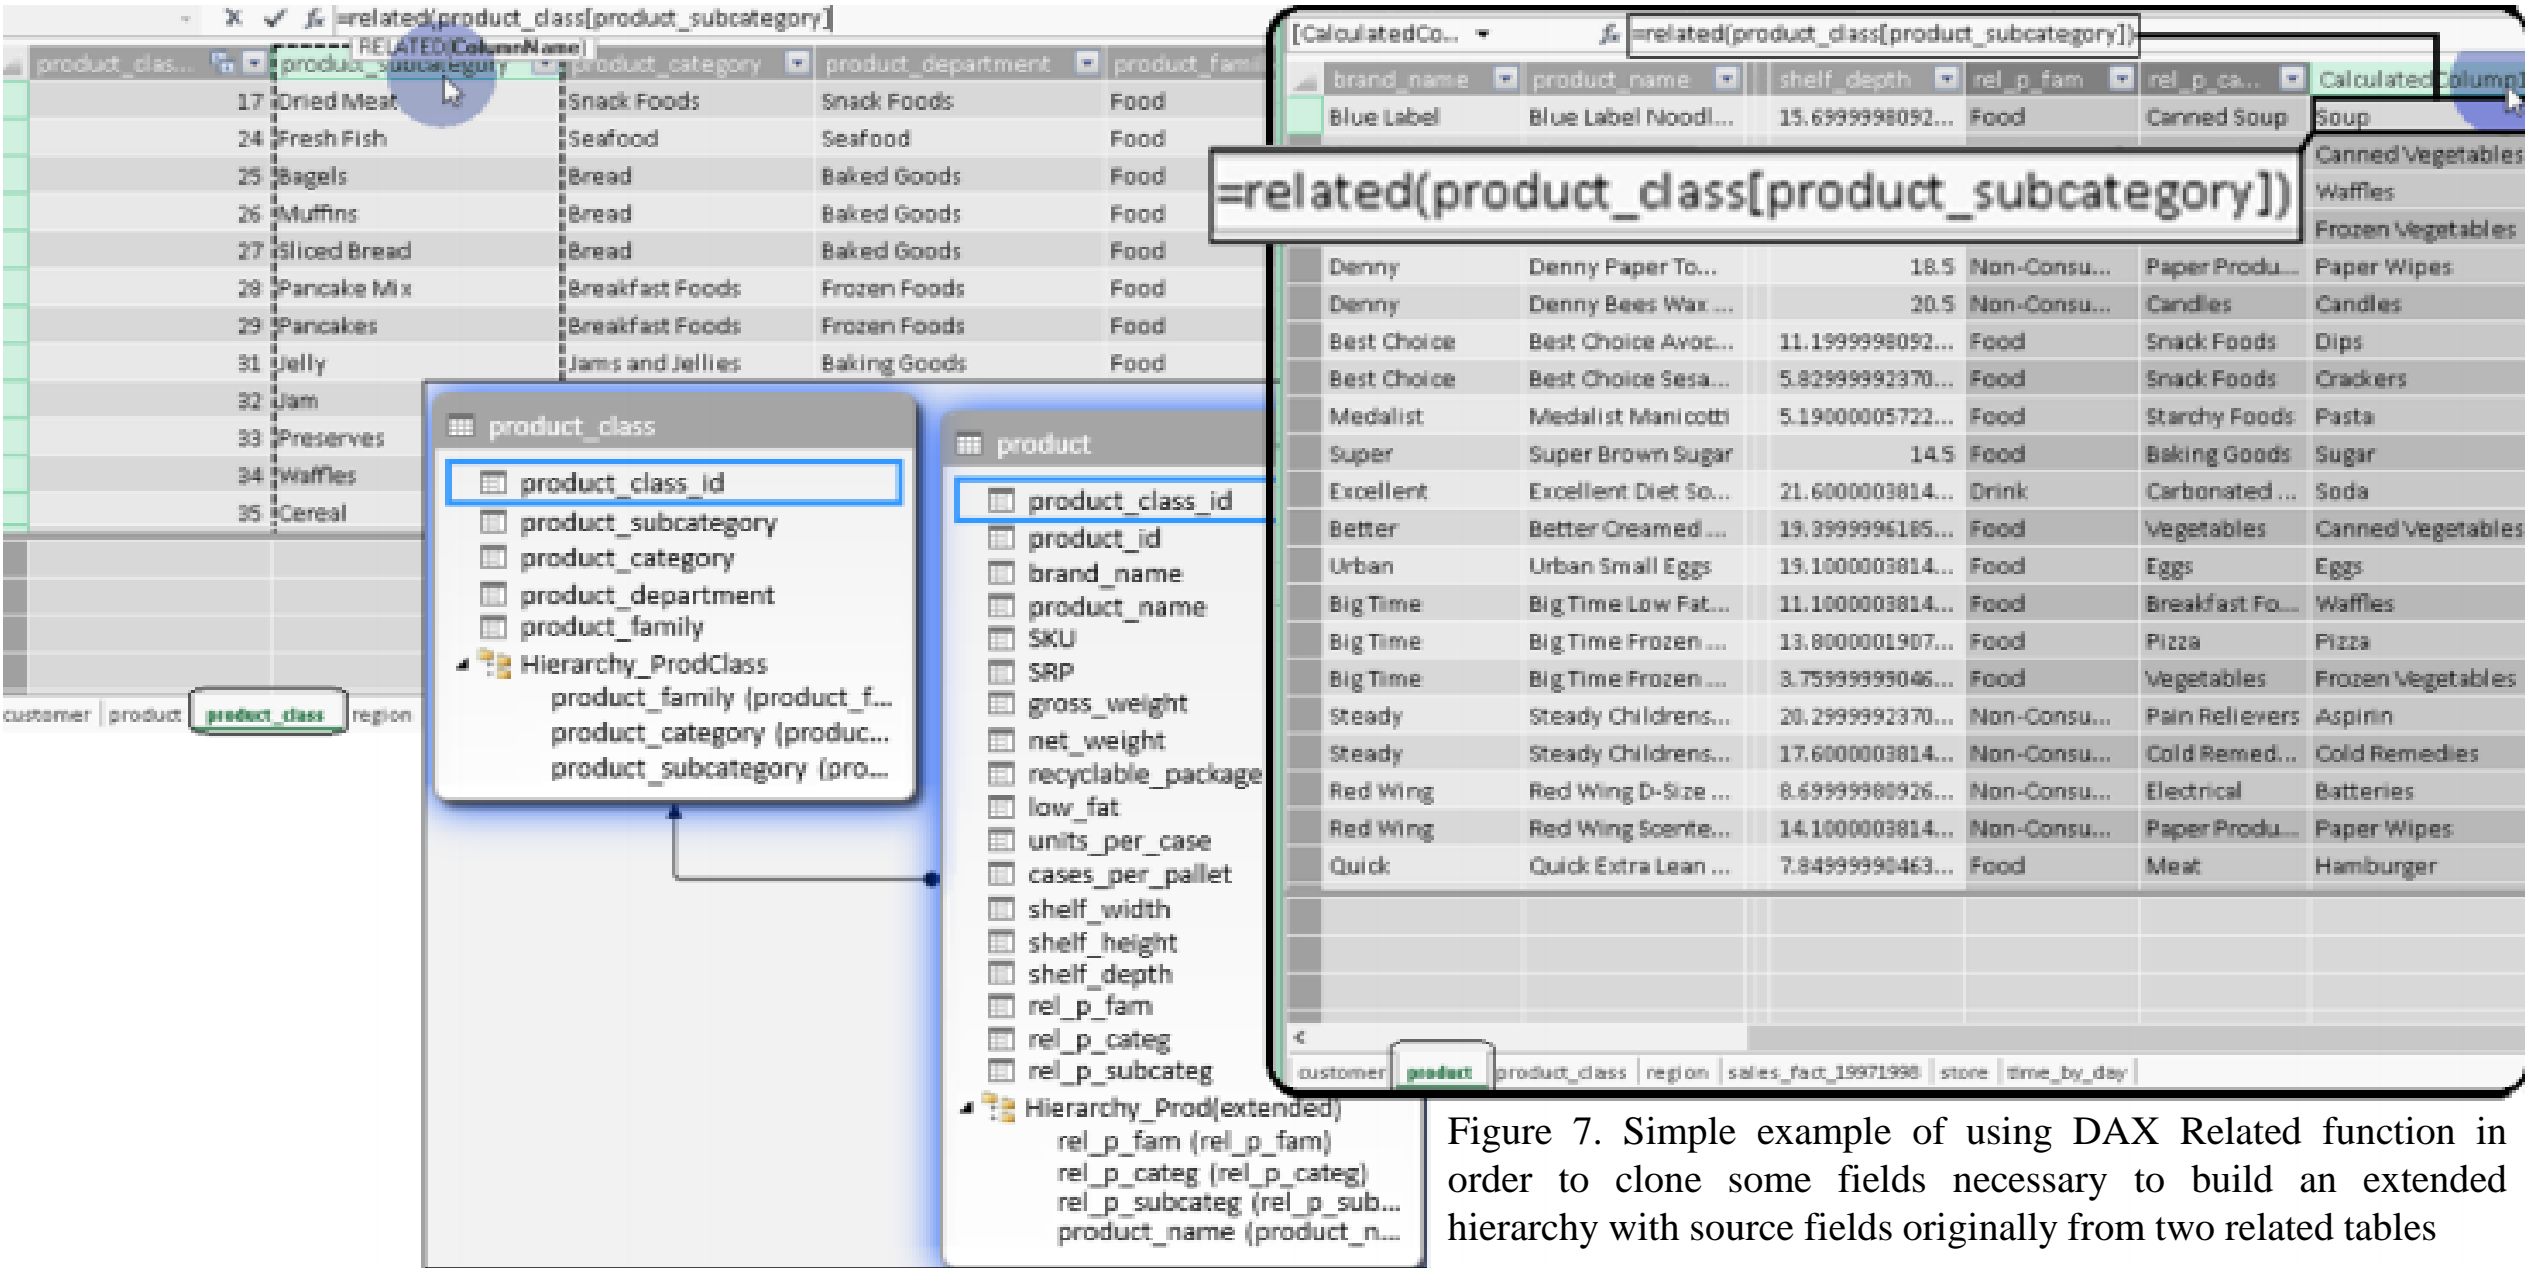 =related(product_class[product_subcategory]
RELATED(ColumnName)
product_clas... product_subcategory product_category product_department product_fami
17 Dried Meat Snack Foods Snack Foods Food
24 Fresh Fish Seafood Seafood Food
25 Bagels Bread Baked Goods Food
26 Muffins Bread Baked Goods Food
27 Sliced Bread Bread Baked Goods Food
28 Pancake Mix Breakfast Foods Frozen Foods Food
29 Pancakes Breakfast Foods Frozen Foods Food
31 Jelly Jams and Jellies Baking Goods Food
32 Jam
33 Preserves
34 Waffles
35 Cereal
customer product product_class region
product_class
product_class_id
product_subcategory
product_category
product_department
product_family
Hierarchy_ProdClass
product_family (product_f...
product_category (produc...
product_subcategory (pro...
product
product_class_id
product_id
brand_name
product_name
SKU
SRP
gross_weight
net_weight
recyclable_package
low_fat
units_per_case
cases_per_pallet
shelf_width
shelf_height
shelf_depth
rel_p_fam
rel_p_categ
rel_p_subcateg
Hierarchy_Prod(extended)
rel_p_fam (rel_p_fam)
rel_p_categ (rel_p_categ)
rel_p_subcateg (rel_p_sub...
product_name (product_n...
[CalculatedCo... =related(product_class[product_subcategory])
brand_name product_name shelf_depth rel_p_fam rel_p_ca... CalculatedColumn1
Blue Label Blue Label Noodl... 15.6999998092... Food Canned Soup Soup
Canned Vegetables
=related(product_class[product_subcategory])
Waffles
Frozen Vegetables
Denny Denny Paper To... 18.5 Non-Consu... Paper Produ... Paper Wipes
Denny Denny Bees Wax ... 20.5 Non-Consu... Candles Candles
Best Choice Best Choice Avoc... 11.1999998092... Food Snack Foods Dips
Best Choice Best Choice Sesa... 5.82999992370... Food Snack Foods Crackers
Medalist Medalist Manicotti 5.19000005722... Food Starchy Foods Pasta
Super Super Brown Sugar 14.5 Food Baking Goods Sugar
Excellent Excellent Diet So... 21.6000003814... Drink Carbonated ... Soda
Better Better Creamed ... 19.3999996185... Food Vegetables Canned Vegetables
Urban Urban Small Eggs 19.1000003814... Food Eggs Eggs
Big Time Big Time Low Fat... 11.1000003814... Food Breakfast Fo... Waffles
Big Time Big Time Frozen ... 13.8000001907... Food Pizza Pizza
Big Time Big Time Frozen ... 3.75999999046... Food Vegetables Frozen Vegetables
Steady Steady Childrens... 20.2999992370... Non-Consu... Pain Relievers Aspirin
Steady Steady Childrens... 17.6000003814... Non-Consu... Cold Remed... Cold Remedies
Red Wing Red Wing D-Size ... 8.69999980926... Non-Consu... Electrical Batteries
Red Wing Red Wing Scente... 14.1000003814... Non-Consu... Paper Produ... Paper Wipes
Quick Quick Extra Lean ... 7.84999990463... Food Meat Hamburger
customer product product_class region sales_fact_19971998 store time_by_day
Figure 7. Simple example of using DAX Related function in
order to clone some fields necessary to build an extended
hierarchy with source fields originally from two related tables